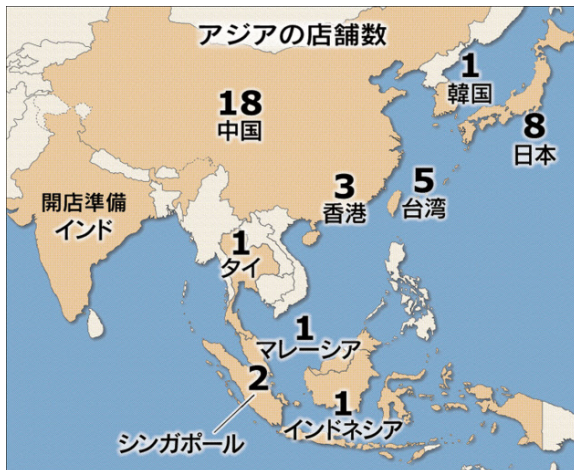 アジアの店舗数
1
韓国
18
中国
8
日本
3
香港
5
台湾
開店準備
インド
1
タイ
1
マレーシア
2
シンガポール
1
インドネシア